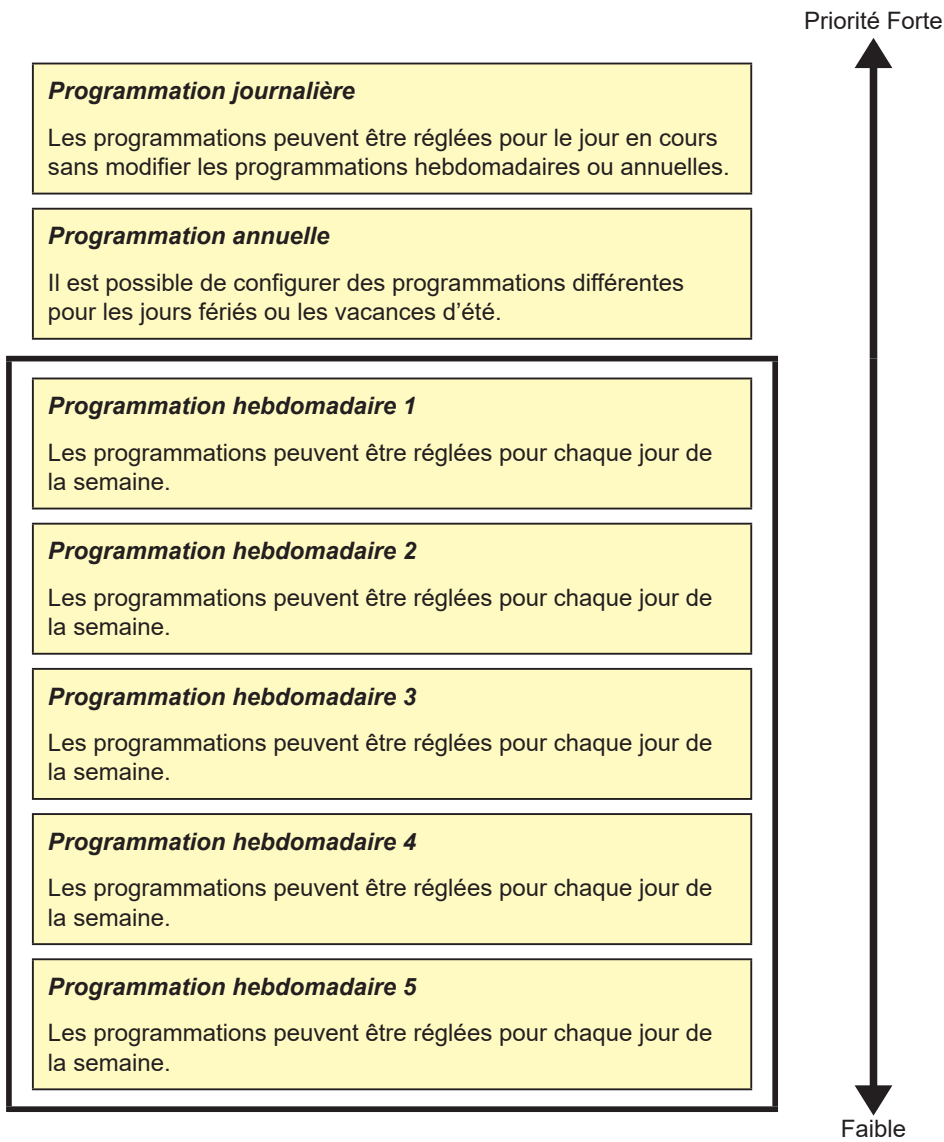 Priorité Forte
Programmation journalière
Les programmations peuvent être réglées pour le jour en cours
sans modifier les programmations hebdomadaires ou annuelles.
Programmation annuelle
Il est possible de configurer des programmations différentes
pour les jours fériés ou les vacances d’été.
Programmation hebdomadaire 1
Les programmations peuvent être réglées pour chaque jour de
la semaine.
Programmation hebdomadaire 2
Les programmations peuvent être réglées pour chaque jour de
la semaine.
Programmation hebdomadaire 3
Les programmations peuvent être réglées pour chaque jour de
la semaine.
Programmation hebdomadaire 4
Les programmations peuvent être réglées pour chaque jour de
la semaine.
Programmation hebdomadaire 5
Les programmations peuvent être réglées pour chaque jour de
la semaine.
Faible